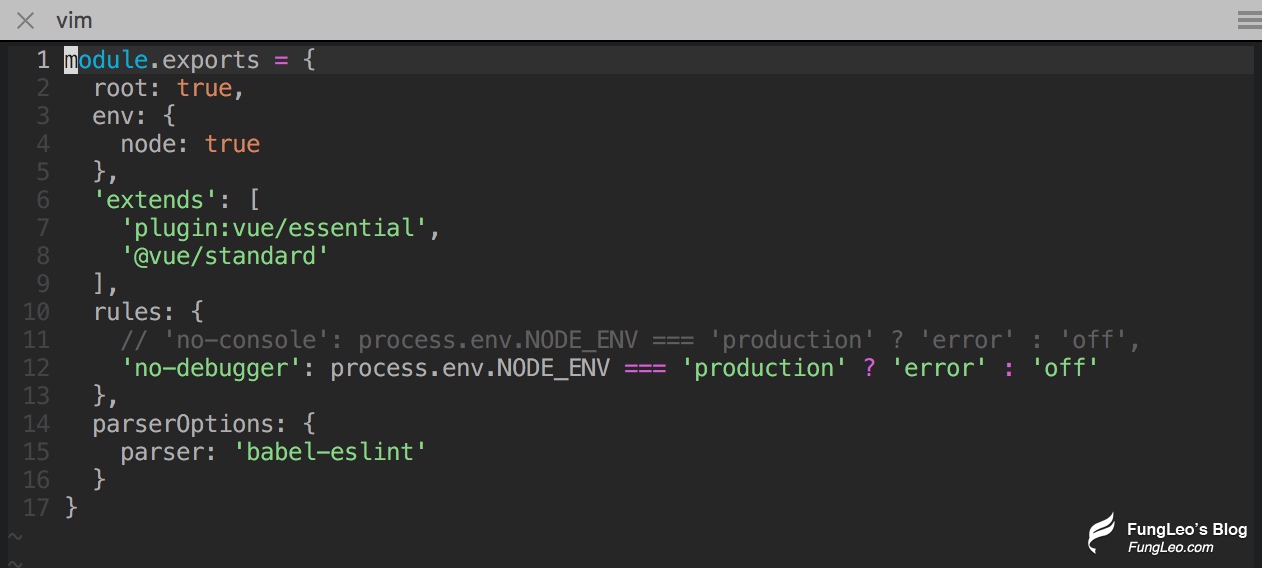 vim
1 module.exports = {
2   root: true,
3   env: {
4     node: true
5   },
6   'extends': [
7     'plugin:vue/essential',
8     '@vue/standard'
9   ],
10   rules: {
11     // 'no-console': process.env.NODE_ENV === 'production' ? 'error' : 'off',
12     'no-debugger': process.env.NODE_ENV === 'production' ? 'error' : 'off'
13   },
14   parserOptions: {
15     parser: 'babel-eslint'
16   }
17 }
~
~
FungLeo's Blog
FungLeo.com